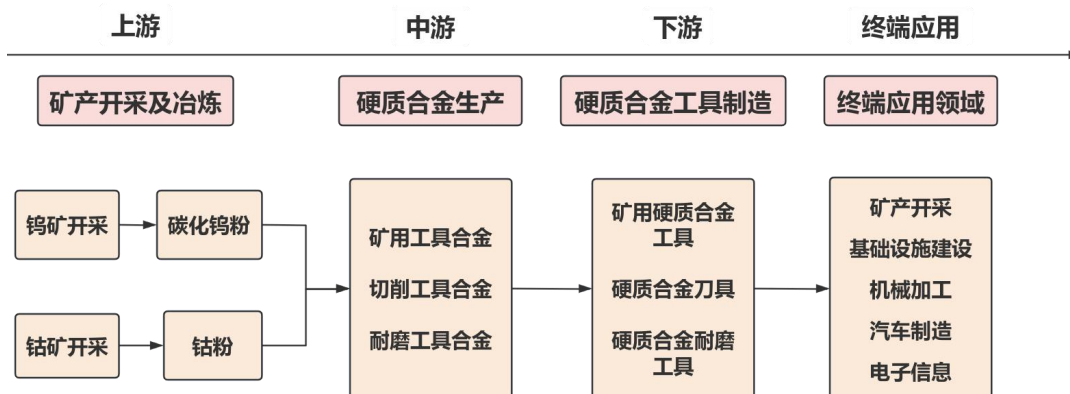 上游
中游
下游
终端应用
矿产开采及冶炼
硬质合金生产
硬质合金工具制造
终端应用领域
钨矿开采
碳化钨粉
钴矿开采
钴粉
矿用工具合金
切削工具合金
耐磨工具合金
矿用硬质合金
工具
硬质合金刀具
硬质合金耐磨
工具
矿产开采
基础设施建设
机械加工
汽车制造
电子信息